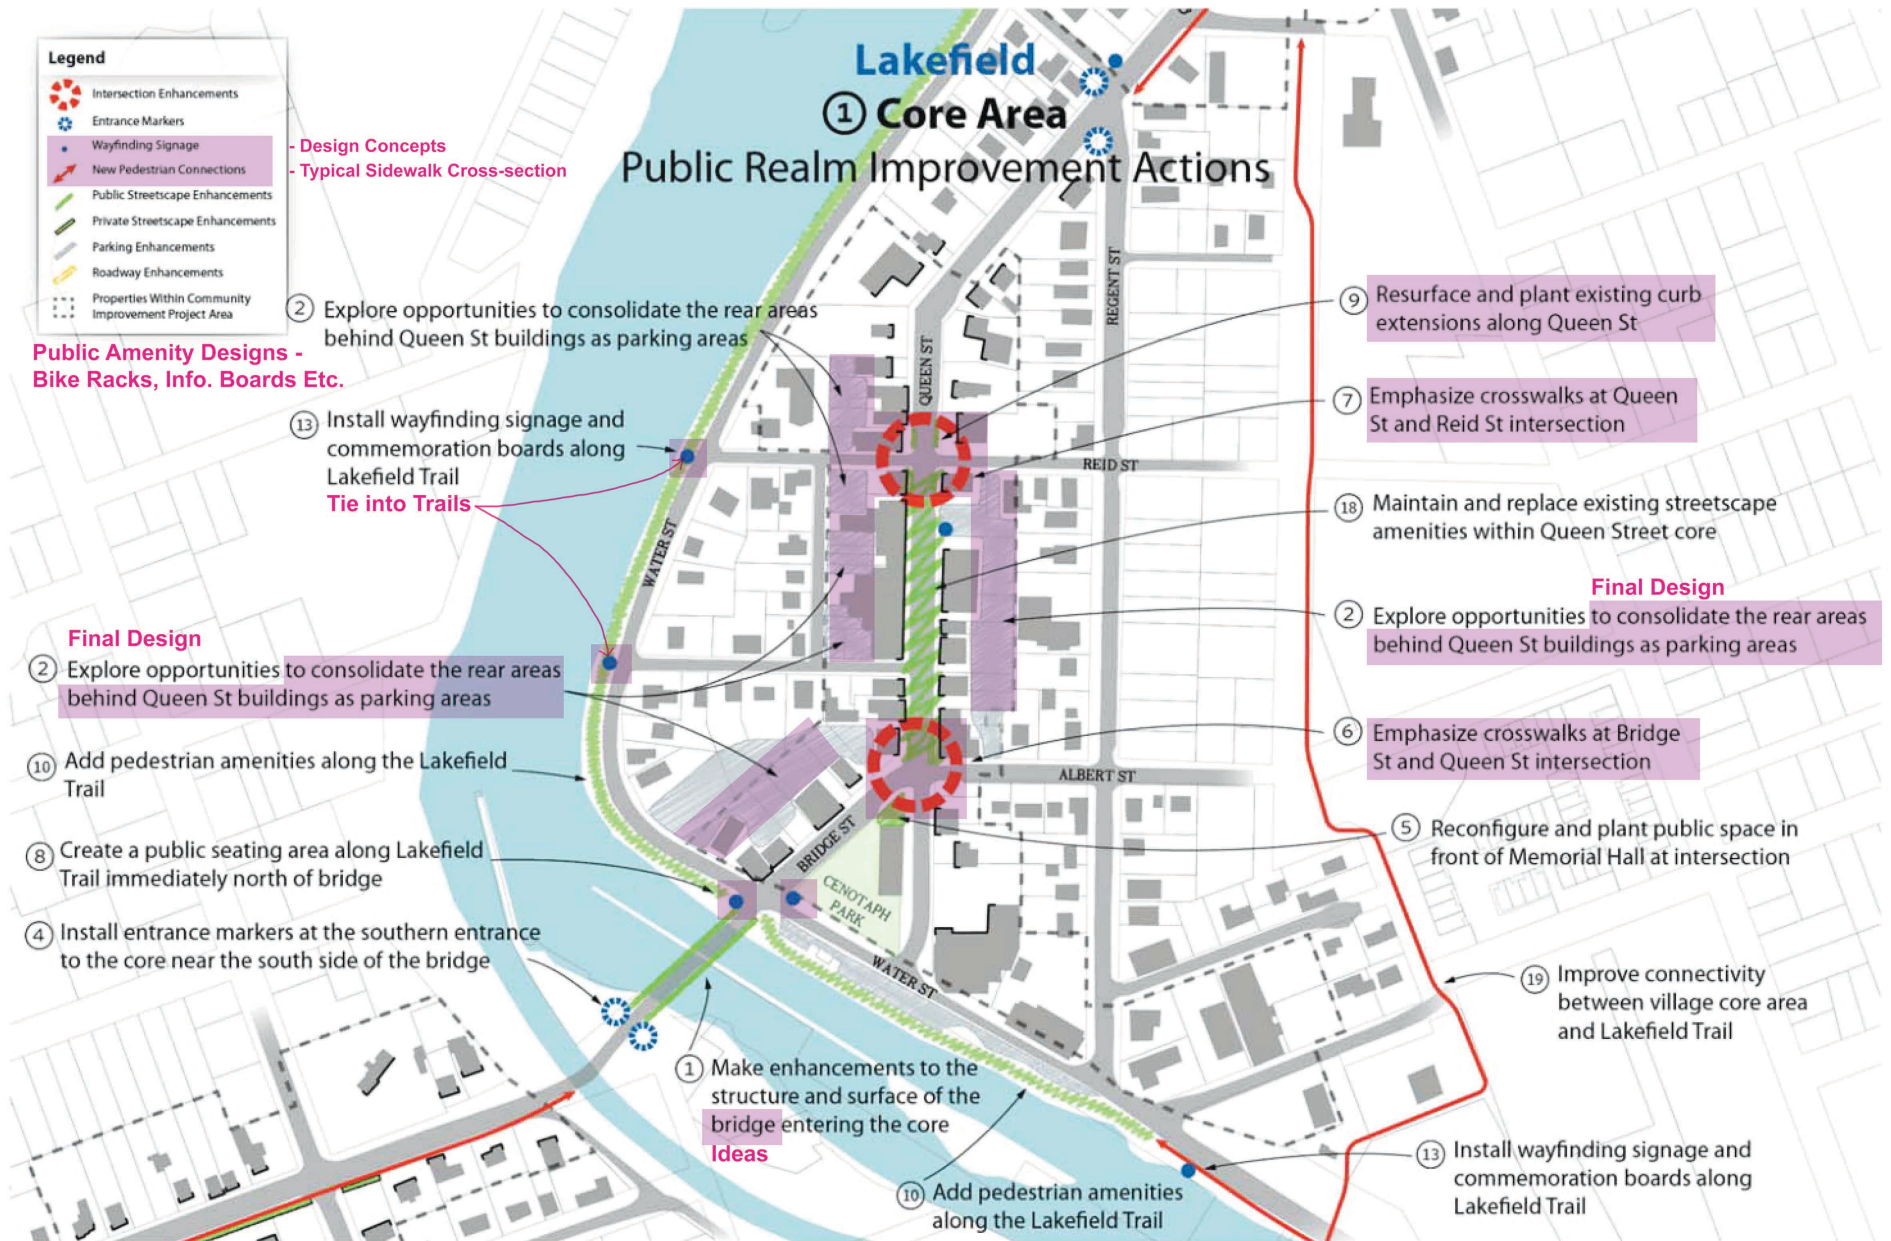 Lakefield
① Core Area
Public Realm Improvement Actions
Legend
Intersection Enhancements
Entrance Markers
Wayfinding Signage
New Pedestrian Connections
Public Streetscape Enhancements
Private Streetscape Enhancements
Parking Enhancements
Roadway Enhancements
Properties Within Community
Improvement Project Area
- Design Concepts
- Typical Sidewalk Cross-section
Public Amenity Designs -
Bike Racks, Info. Boards Etc.
② Explore opportunities to consolidate the rear areas
behind Queen St buildings as parking areas
⑬ Install wayfinding signage and
commemoration boards along
Lakefield Trail
Tie into Trails
Final Design
② Explore opportunities to consolidate the rear areas
behind Queen St buildings as parking areas
⑩ Add pedestrian amenities along the Lakefield
Trail
⑧ Create a public seating area along Lakefield
Trail immediately north of bridge
④ Install entrance markers at the southern entrance
to the core near the south side of the bridge
① Make enhancements to the
structure and surface of the
bridge entering the core
Ideas
⑩ Add pedestrian amenities
along the Lakefield Trail
⑨ Resurface and plant existing curb
extensions along Queen St
⑦ Emphasize crosswalks at Queen
St and Reid St intersection
⑱ Maintain and replace existing streetscape
amenities within Queen Street core
Final Design
② Explore opportunities to consolidate the rear areas
behind Queen St buildings as parking areas
⑥ Emphasize crosswalks at Bridge
St and Queen St intersection
⑤ Reconfigure and plant public space in
front of Memorial Hall at intersection
⑲ Improve connectivity
between village core area
and Lakefield Trail
⑬ Install wayfinding signage and
commemoration boards along
Lakefield Trail
QUEEN ST
REGENT ST
REID ST
WATER ST
ALBERT ST
BRIDGE ST
CENOTAPH
PARK
WATER ST